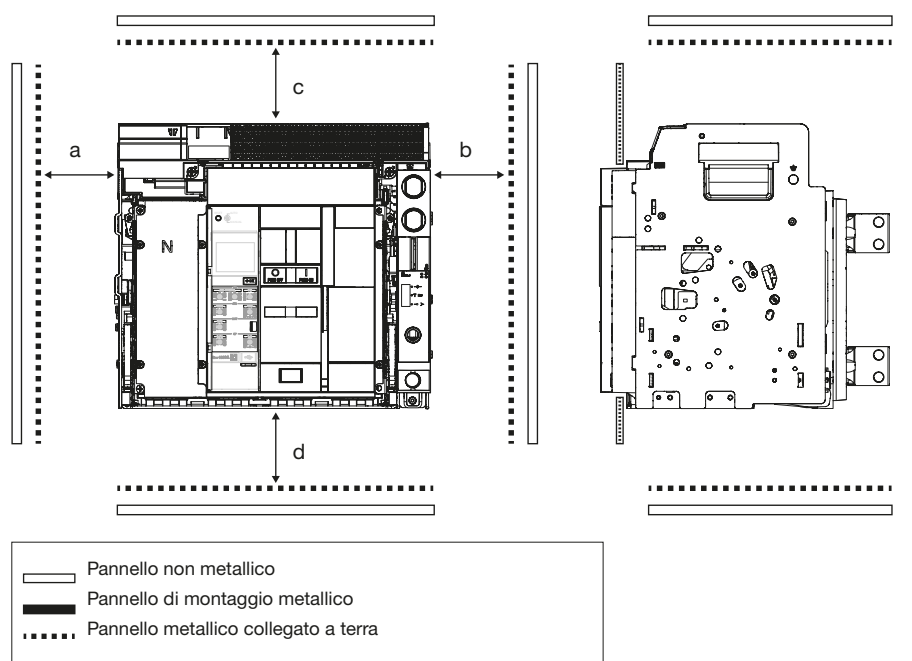 c
a
b
N
d
Pannello non metallico
Pannello di montaggio metallico
Pannello metallico collegato a terra